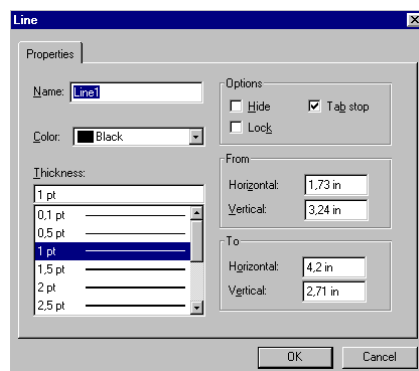 Line
Properties
Name: Line1
Color: Black
Thickness:
1 pt
0,1 pt
0,5 pt
1 pt
1,5 pt
2 pt
2,5 pt
Options
Hide
Tab stop
Lock
From
Horizontal: 1,73 in
Vertical: 3,24 in
To
Horizontal: 4,2 in
Vertical: 2,71 in
OK
Cancel